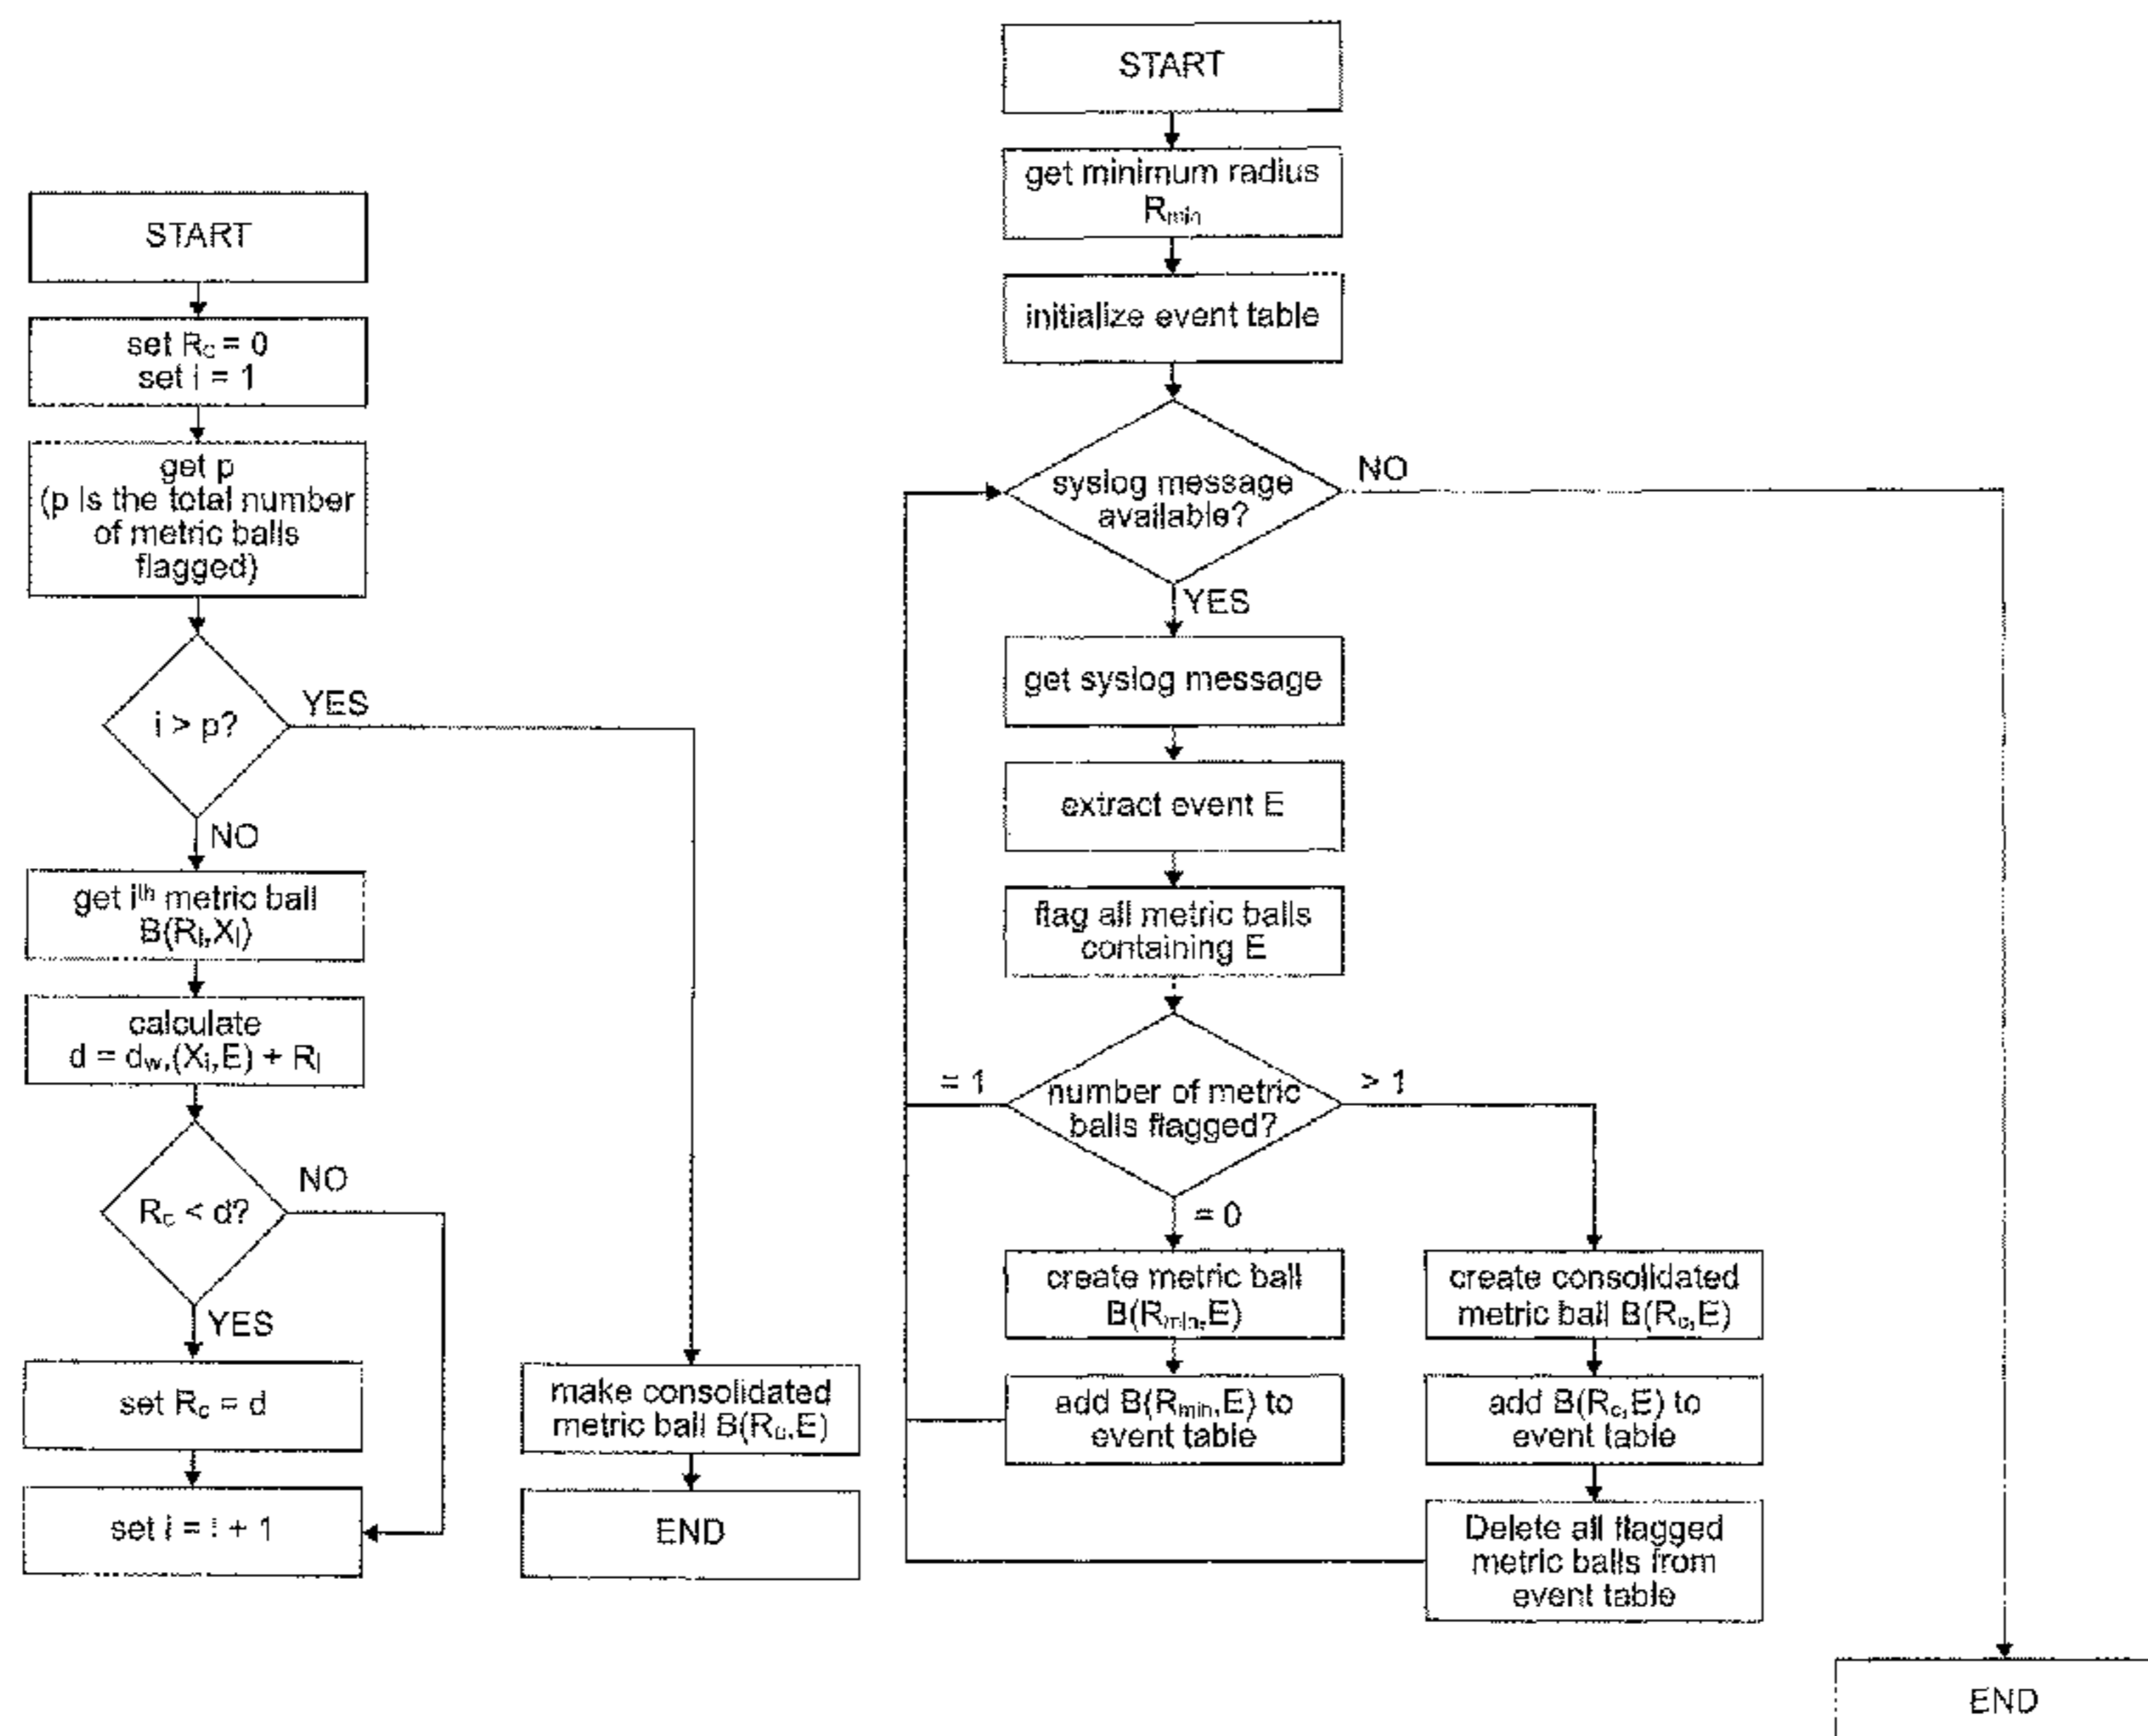 START
set Rc = 0
set i = 1
get p
(p is the total number
of metric balls
flagged)
i > p?
YES
NO
get ith metric ball
B(Ri,Xi)
calculate
d = dw,(Xi,E) + Ri
Rc < d?
NO
YES
set Rc = d
set i = i + 1
make consolidated
metric ball B(Rc,E)
END
START
get minimum radius
Rmin
initialize event table
syslog message
available?
NO
YES
get syslog message
extract event E
flag all metric balls
containing E
number of metric
balls flagged?
= 1
> 1
= 0
create metric ball
B(Rmin,E)
add B(Rmin,E) to
event table
create consolidated
metric ball B(Rc,E)
add B(Rc,E) to
event table
Delete all flagged
metric balls from
event table
END